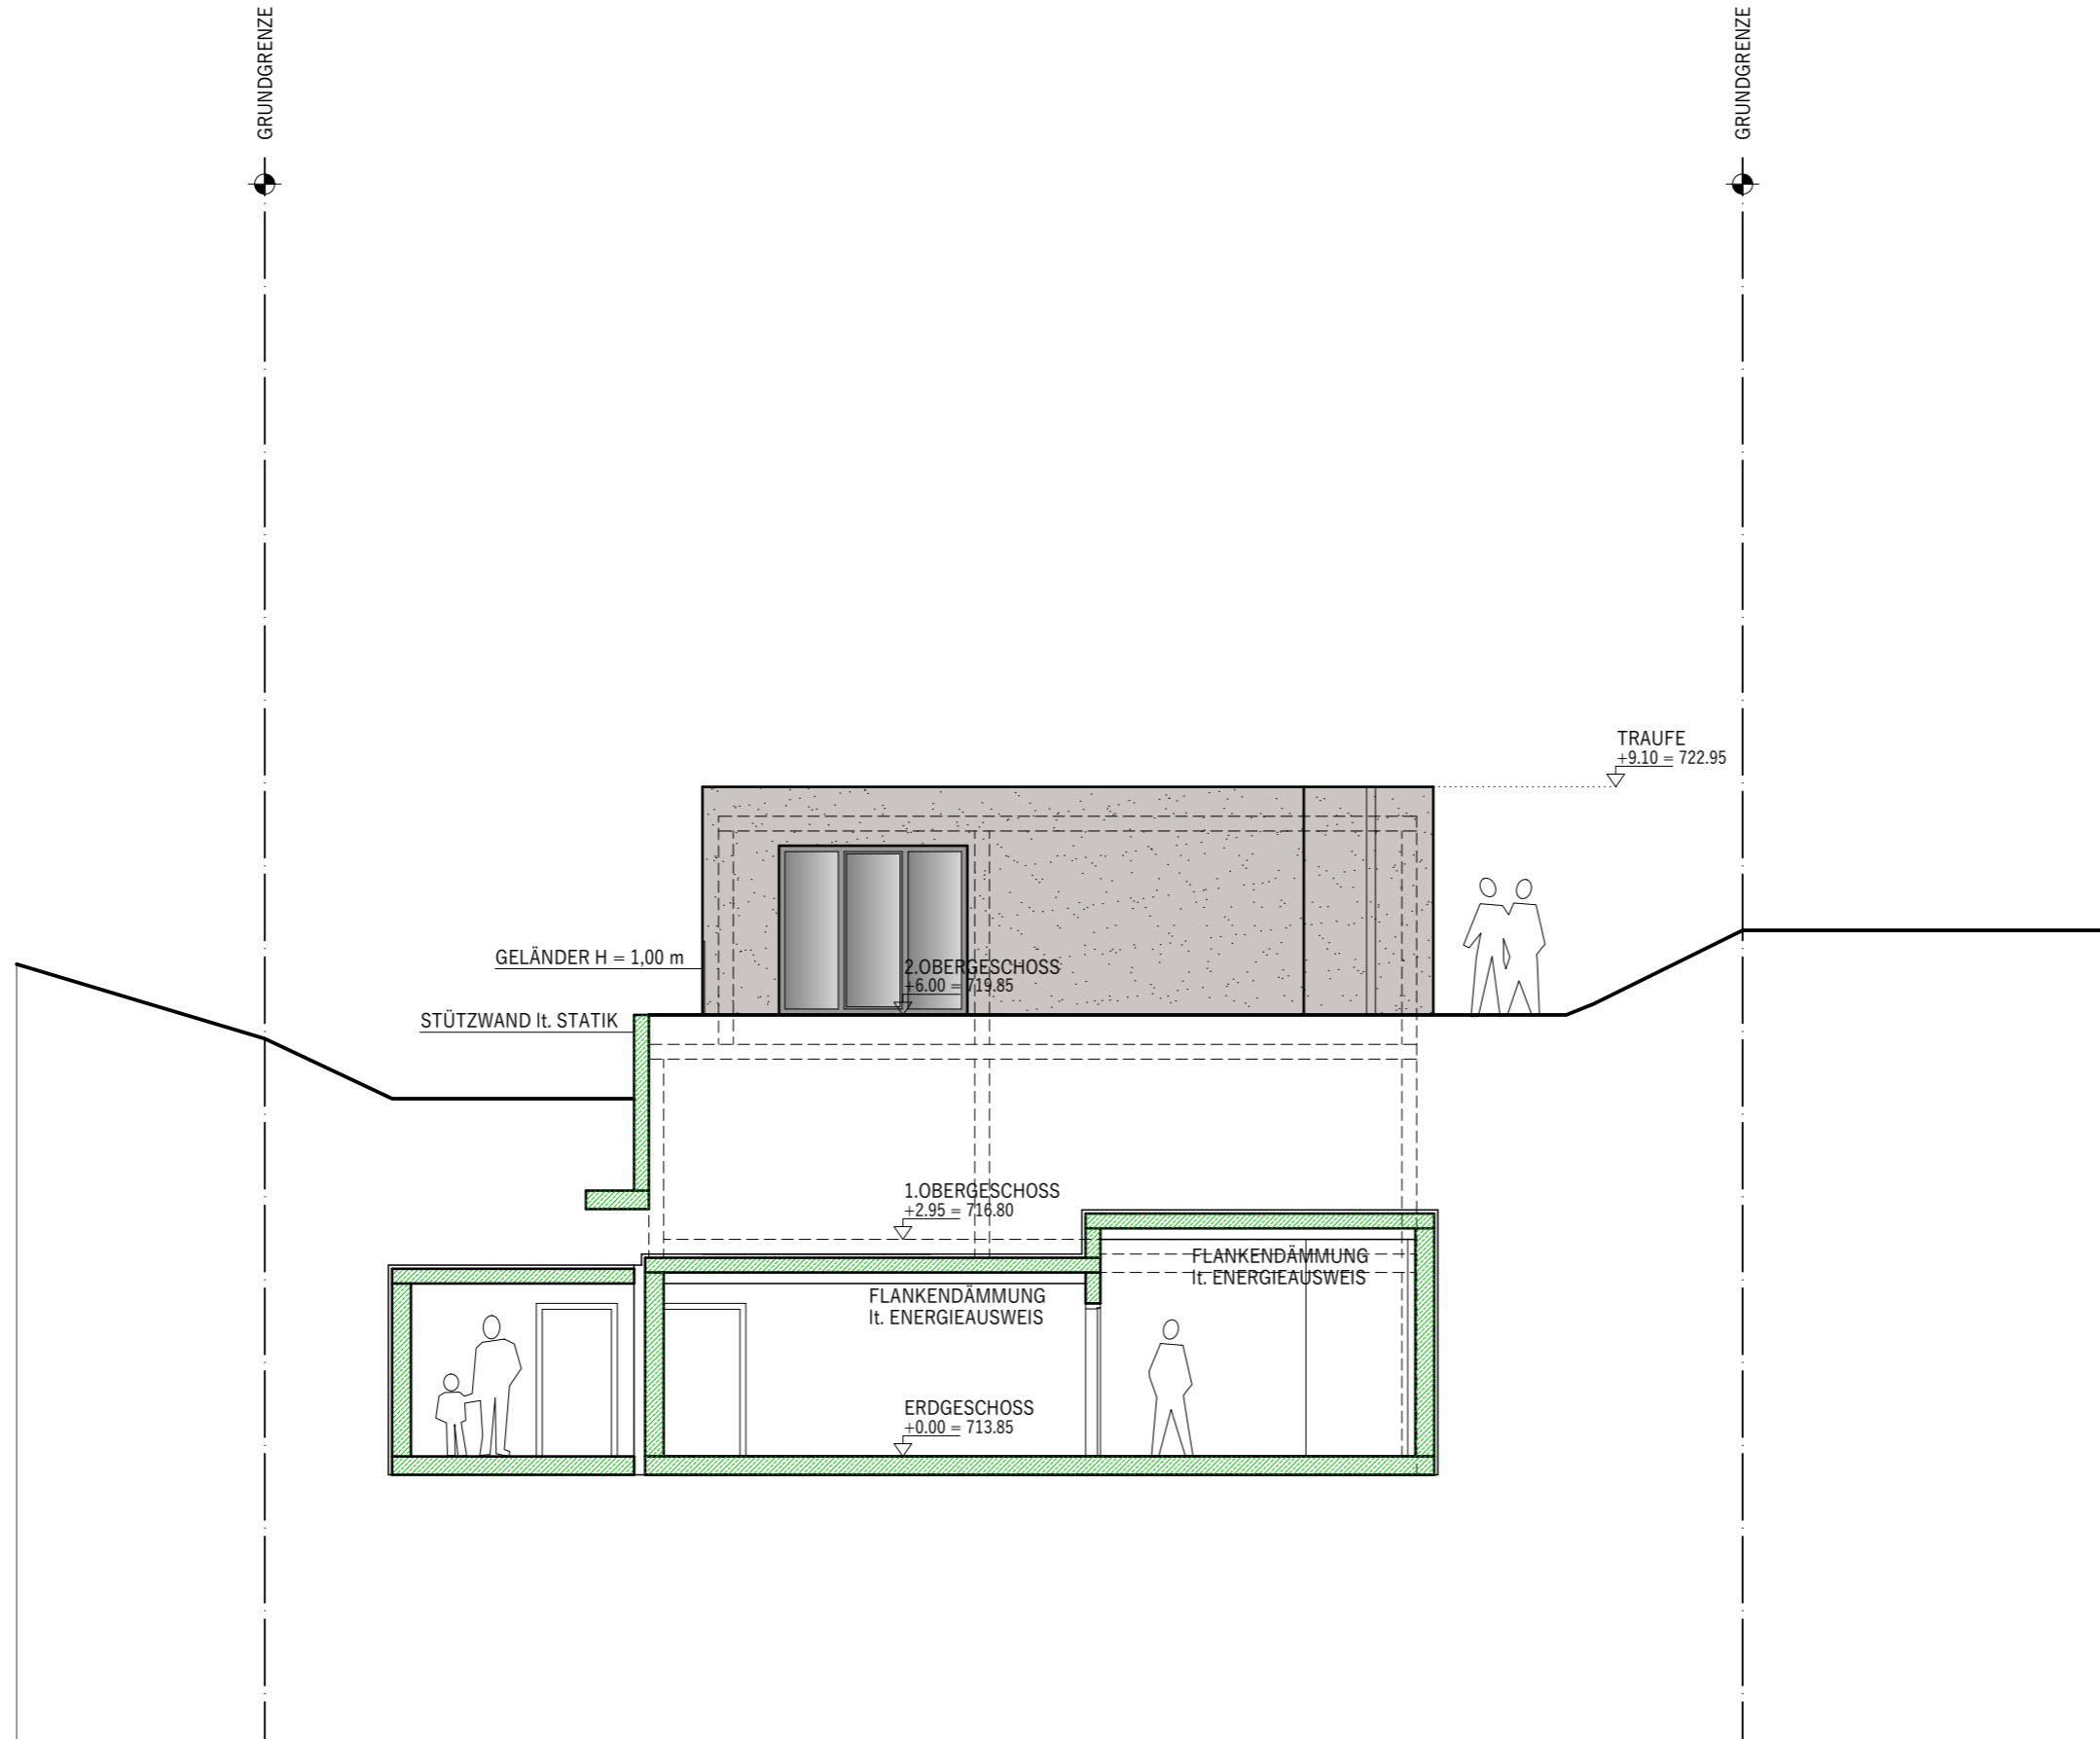 GRUNDGRENZE
GRUNDGRENZE
TRAUFE
+9.10 = 722.95
GELÄNDER H = 1,00 m
2.OBERGESCHOSS
+6.00 = 719.85
STÜTZWAND lt. STATIK
1.OBERGESCHOSS
+2.95 = 716.80
FLANKENDÄMMUNG
lt. ENERGIEAUSWEIS
FLANKENDÄMMUNG
lt. ENERGIEAUSWEIS
ERDGESCHOSS
+0.00 = 713.85